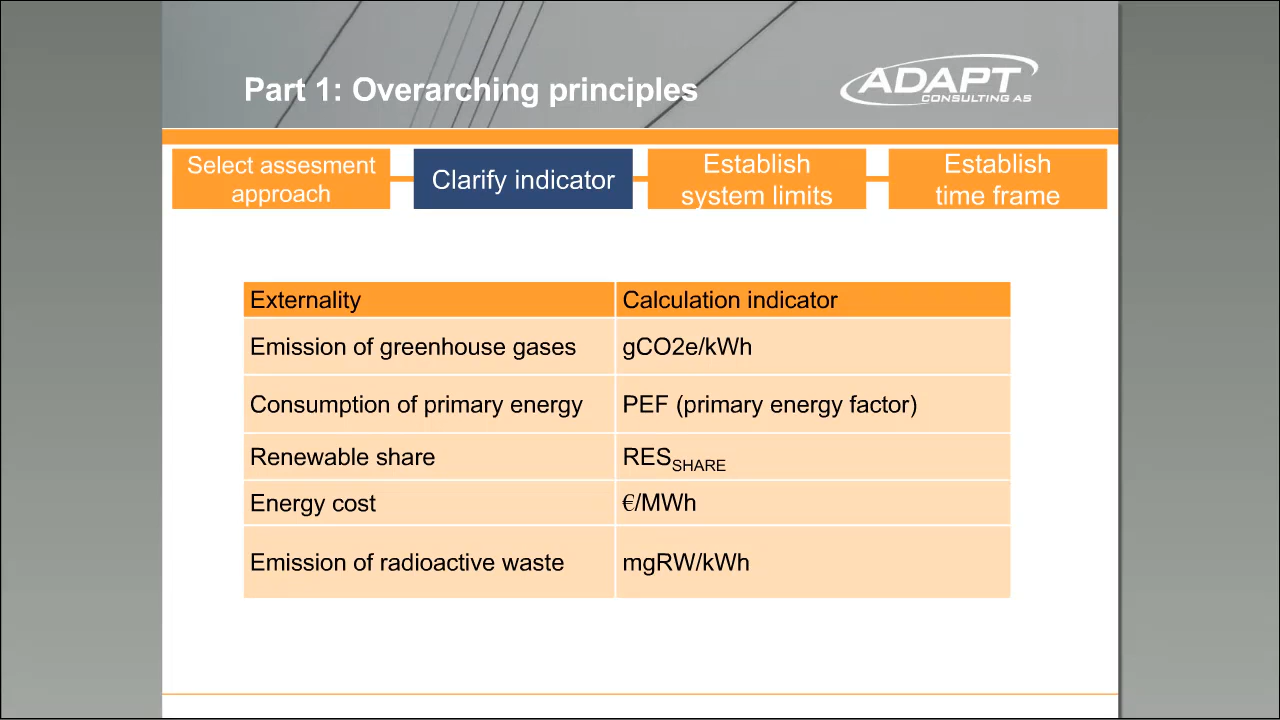 Part 1: Overarching principles
ADAPT
CONSULTING AS
Select assesment
approach
Clarify indicator
Establish
system limits
Establish
time frame
Externality
Calculation indicator
Emission of greenhouse gases
gCO2e/kWh
Consumption of primary energy
PEF (primary energy factor)
Renewable share
RES SHARE
Energy cost
€/MWh
Emission of radioactive waste
mgRW/kWh